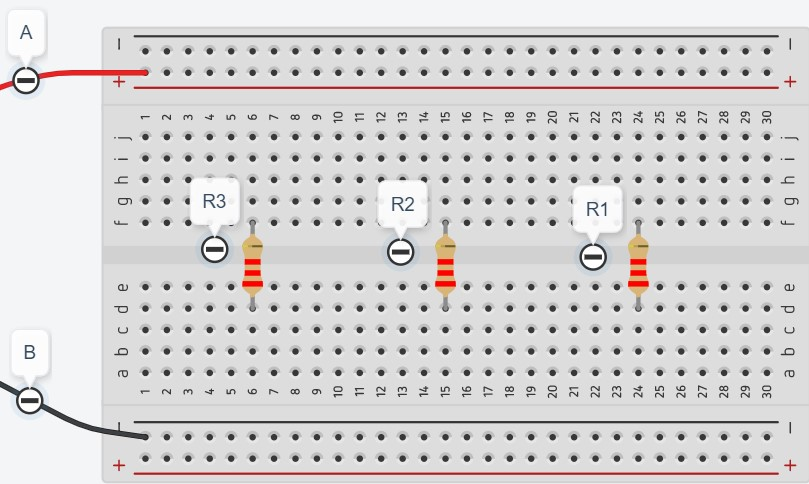 A
− −
+ +
1 2 3 4 5 6 7 8 9 10 11 12 13 14 15 16 17 18 19 20 21 22 23 24 25 26 27 28 29 30
j j
i i
h h
R3 R2 R1
g g
f f
e e
d d
c c
B
b b
a a
1 2 3 4 5 6 7 8 9 10 11 12 13 14 15 16 17 18 19 20 21 22 23 24 25 26 27 28 29 30
− −
+ +